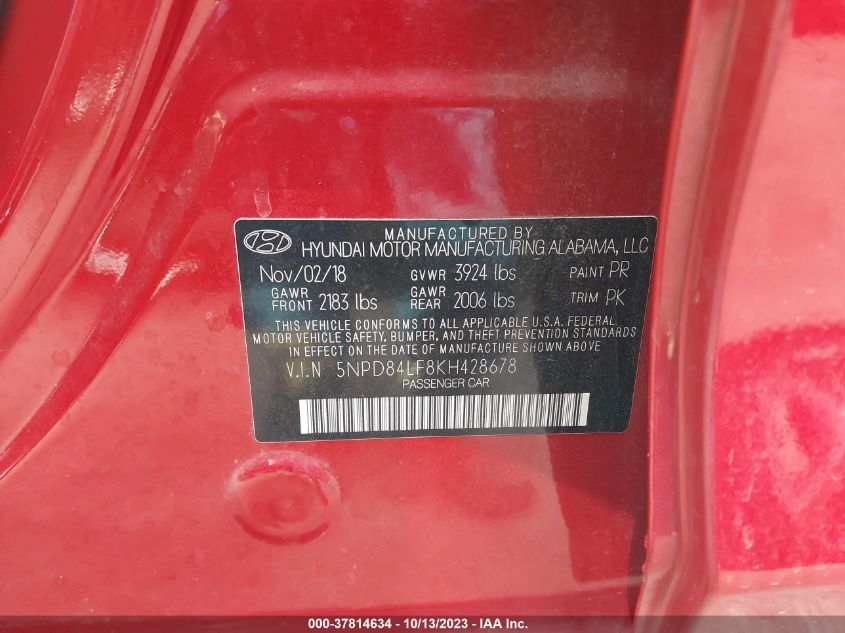 MANUFACTURED BY
HYUNDAI MOTOR MANUFACTURING ALABAMA, LLC
Nov/02/18 GVWR 3924 lbs PAINT PR
GAWR FRONT 2183 lbs GAWR REAR 2006 lbs TRIM PK
THIS VEHICLE CONFORMS TO ALL APPLICABLE U.S.A. FEDERAL
MOTOR VEHICLE SAFETY, BUMPER, AND THEFT PREVENTION STANDARDS
IN EFFECT ON THE DATE OF MANUFACTURE SHOWN ABOVE
V.I.N 5NPD84LF8KH428678
PASSENGER CAR
000-37814634 - 10/13/2023 - IAA Inc.